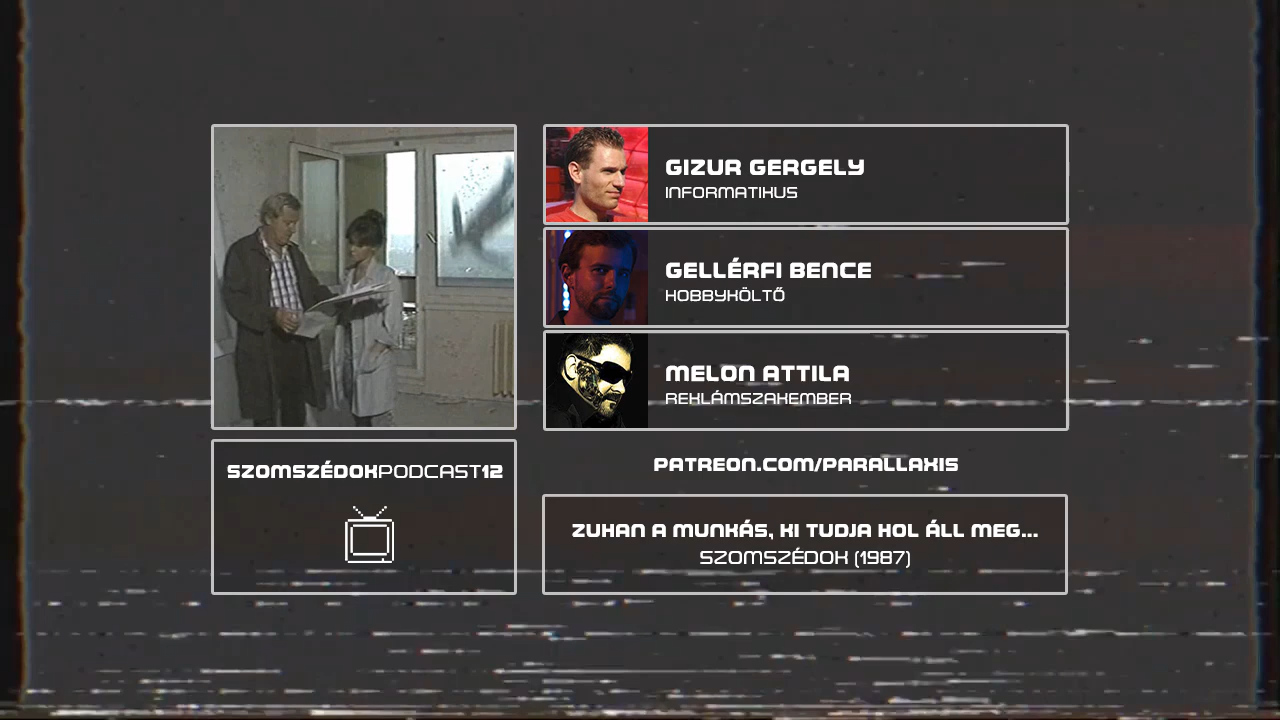 GIZUR GERGELY
INFORMATIKUS
GELLÉRFI BENCE
HOBBYKÖLTŐ
MELON ATTILA
REKLÁMSZAKEMBER
SZOMSZÉDOKPODCAST12
PATREON.COM/PARALLAXIS
ZUHAN A MUNKÁS, KI TUDJA HOL ÁLL MEG...
SZOMSZÉDOK (1987)